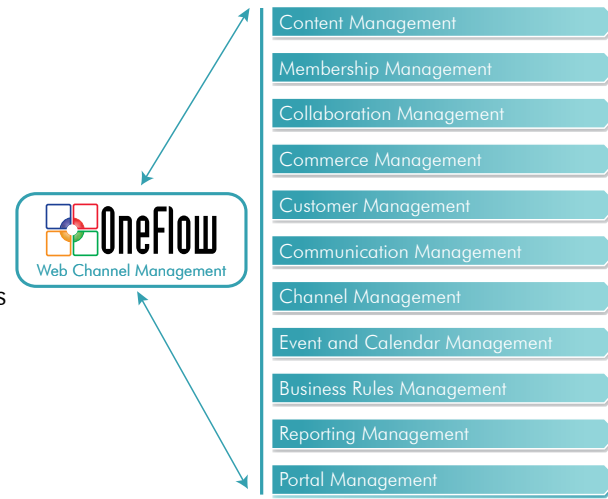 Content Management
Membership Management
Collaboration Management
Commerce Management
Customer Management
OneFlow
Web Channel Management
Communication Management
s
Channel Management
Event and Calendar Management
Business Rules Management
Reporting Management
Portal Management